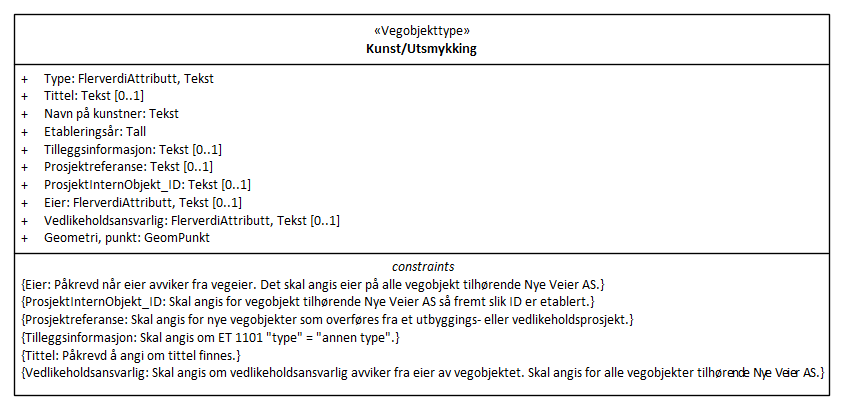 «Vegobjekttype»
Kunst/Utsmykking
+ Type: FlerverdiAttributt, Tekst
+ Tittel: Tekst [0..1]
+ Navn på kunstner: Tekst
+ Etableringsår: Tall
+ Tilleggsinformasjon: Tekst [0..1]
+ Prosjektreferanse: Tekst [0..1]
+ ProsjektInternObjekt_ID: Tekst [0..1]
+ Eier: FlerverdiAttributt, Tekst [0..1]
+ Vedlikeholdsansvarlig: FlerverdiAttributt, Tekst [0..1]
+ Geometri, punkt: GeomPunkt
constraints
{Eier: Påkrevd når eier avviker fra vegeier. Det skal angis eier på alle vegobjekt tilhørende Nye Veier AS.}
{ProsjektInternObjekt_ID: Skal angis for vegobjekt tilhørende Nye Veier AS så fremt slik ID er etablert.}
{Prosjektreferanse: Skal angis for nye vegobjekter som overføres fra et utbyggings- eller vedlikeholdsprosjekt.}
{Tilleggsinformasjon: Skal angis om ET 1101 "type" = "annen type".}
{Tittel: Påkrevd å angi om tittel finnes.}
{Vedlikeholdsansvarlig: Skal angis om vedlikeholdsansvarlig avviker fra eier av vegobjektet. Skal angis for alle vegobjekter tilhørende Nye Veier AS.}